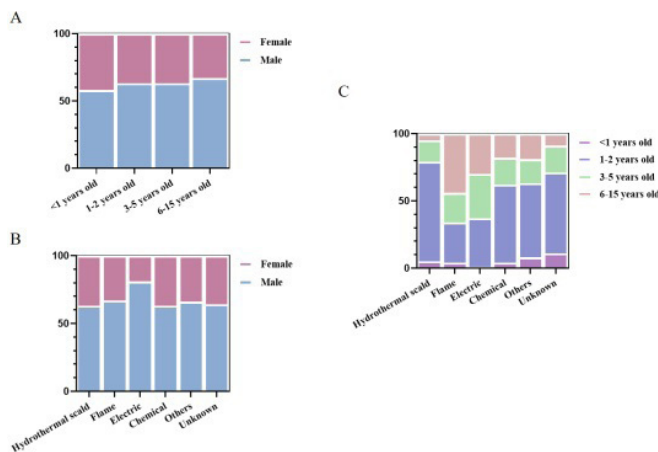 A
100
50
0
Female
Male
<1 years old
1-2 years old
3-5 years old
6-15 years old
B
100
50
0
Female
Male
Hydrothermal scald
Flame
Electric
Chemical
Others
Unknown
C
100
50
0
<1 years old
1-2 years old
3-5 years old
6-15 years old
Hydrothermal scald
Flame
Electric
Chemical
Others
Unknown